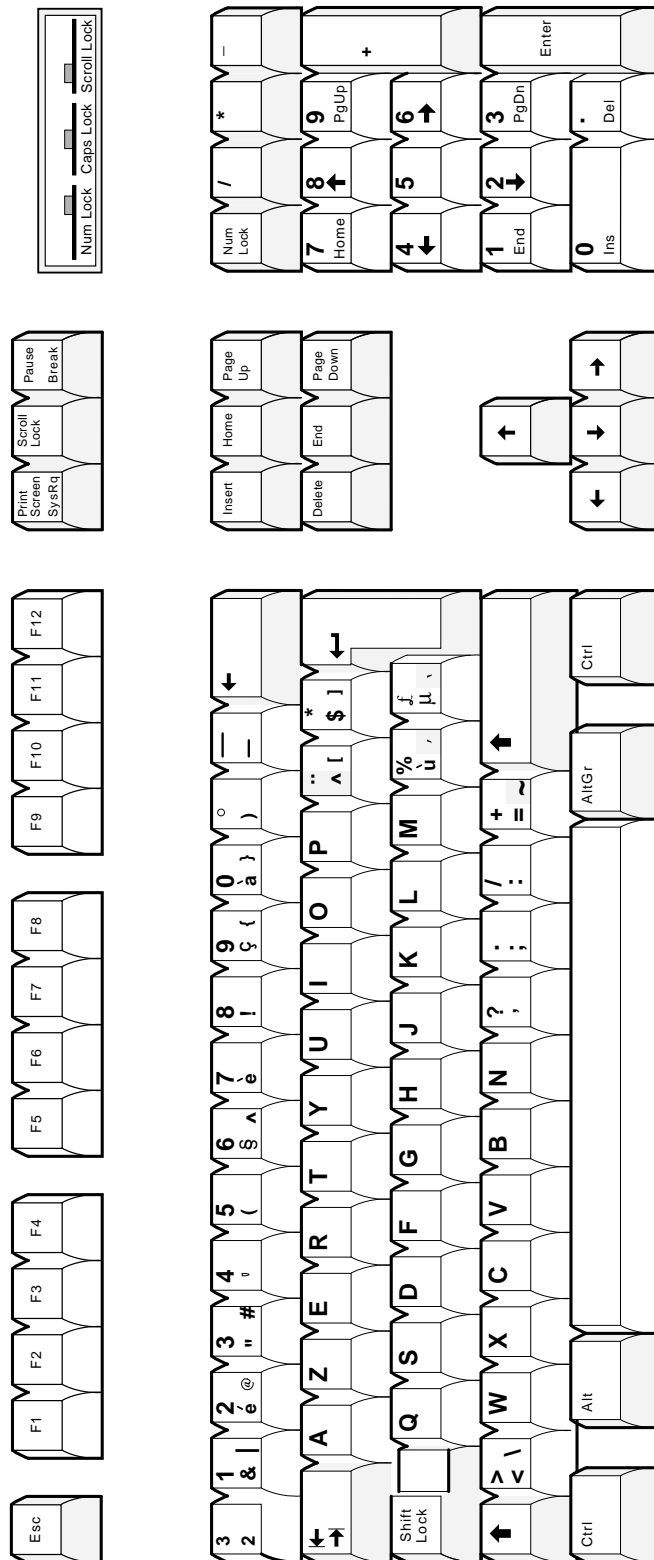 Esc
F1
F2
F3
F4
F5
F6
F7
F8
F9
F10
F11
F12
Print
Screen
SysRq
Scroll
Lock
Pause
Break
Num Lock
Caps Lock
Scroll Lock
3
2
1
& |
2
é @
3
" #
4
'
5
(
6
§ ^
7
è
8
!
9
ç {
0
à }
°
)
—
_
←
Insert
Home
Page
Up
Num
Lock
/
*
–
A
Z
E
R
T
Y
U
I
O
P
¨
^ [
*
$ ]
↵
Delete
End
Page
Down
7
Home
8 ↑
9
PgUp
+
Shift
Lock
Q
S
D
F
G
H
J
K
L
M
%
ù ´
£
µ `
4
←
5
6
→
⬆
>
< \
W
X
C
V
B
N
?
,
.
;
/
:
+
= ~
⬆
↑
1
End
2
↓
3
PgDn
Enter
Ctrl
Alt
AltGr
Ctrl
←
↓
→
0
Ins
.
Del